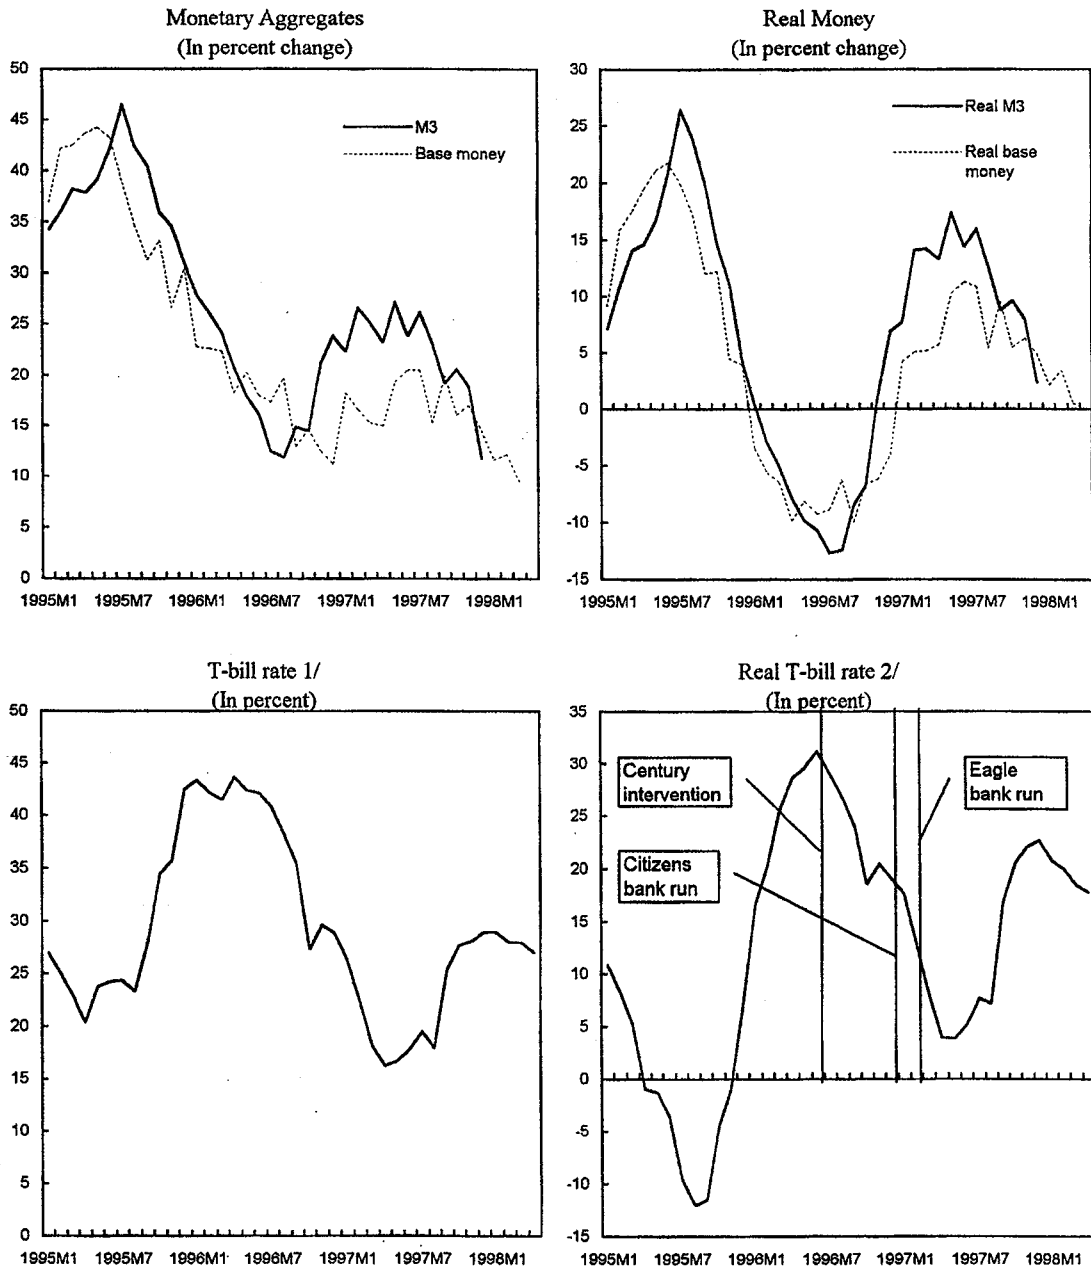 Monetary Aggregates
(In percent change)
50
45
40
35
30
25
20
15
10
5
0
M3
Base money
1995M1 1995M7 1996M1 1996M7 1997M1 1997M7 1998M1
Real Money
(In percent change)
30
25
20
15
10
5
0
-5
-10
-15
Real M3
Real base
money
1995M1 1995M7 1996M1 1996M7 1997M1 1997M7 1998M1
T-bill rate 1/
(In percent)
50
45
40
35
30
25
20
15
10
5
0
1995M1 1995M7 1996M1 1996M7 1997M1 1997M7 1998M1
Real T-bill rate 2/
(In percent)
35
30
25
20
15
10
5
0
-5
-10
-15
Century
intervention
Citizens
bank run
Eagle
bank run
1995M1 1995M7 1996M1 1996M7 1997M1 1997M7 1998M1